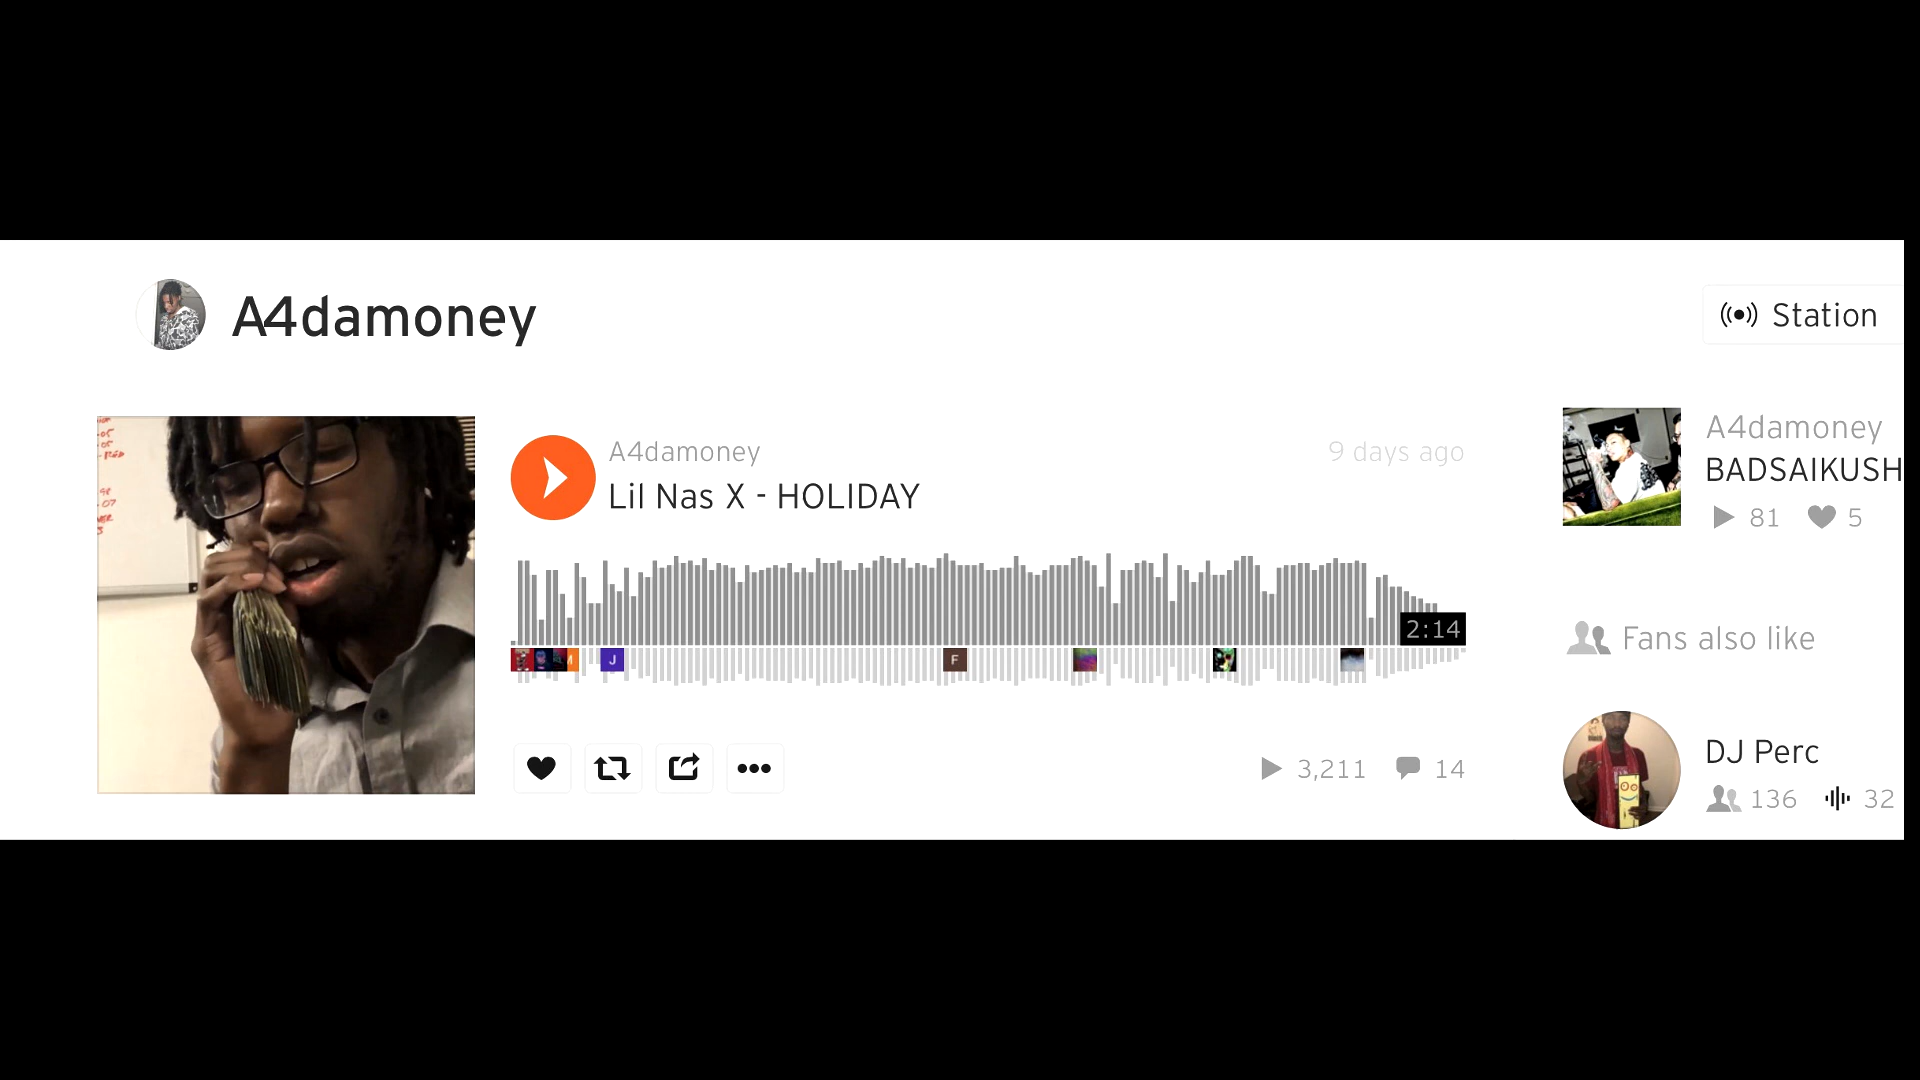 A4damoney
Station
A4damoney
9 days ago
Lil Nas X - HOLIDAY
2:14
J
F
3,211
14
A4damoney
BADSAIKUSH
81
5
Fans also like
DJ Perc
136
32